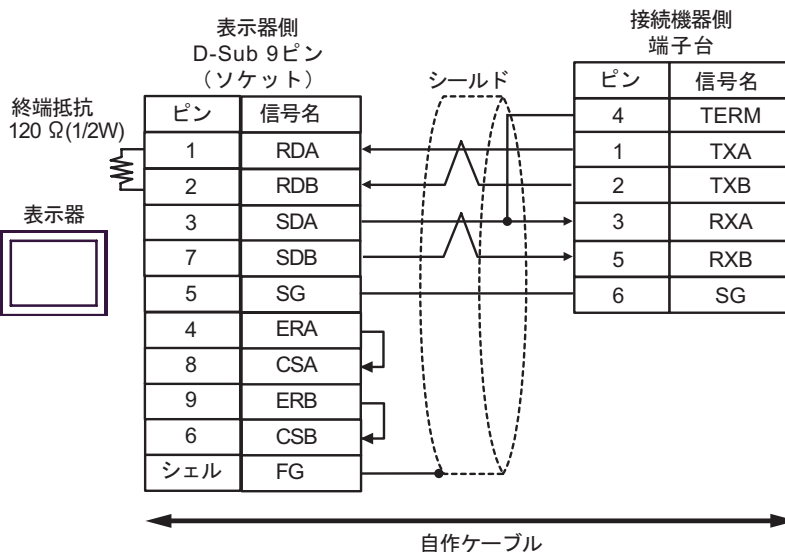 表示器側
D-Sub 9ピン
(ソケット)
接続機器側
端子台
シールド
終端抵抗
120 Ω(1/2W)
表示器
ピン 信号名
1 RDA
2 RDB
3 SDA
7 SDB
5 SG
4 ERA
8 CSA
9 ERB
6 CSB
シェル FG
ピン 信号名
4 TERM
1 TXA
2 TXB
3 RXA
5 RXB
6 SG
自作ケーブル